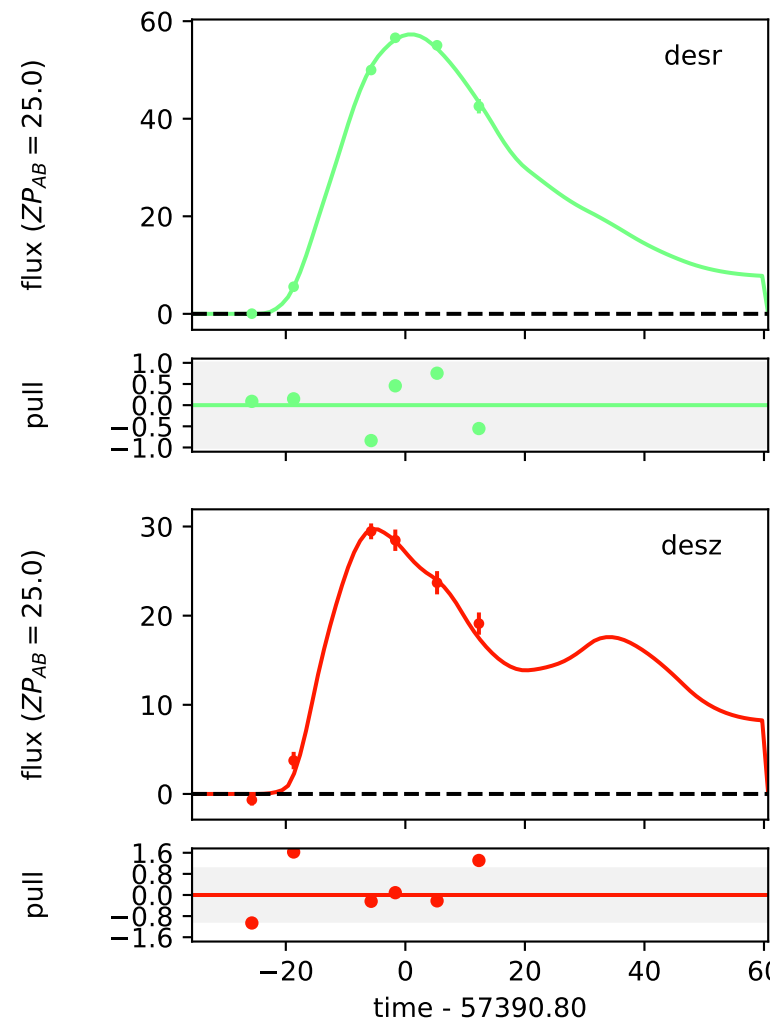 60
desr
40
20
0
flux (ZP_AB = 25.0)
1.0
0.5
0.0
−0.5
−1.0
pull
30
desz
20
10
0
flux (ZP_AB = 25.0)
1.6
0.8
0.0
−0.8
−1.6
pull
−20 0 20 40 60
time - 57390.80